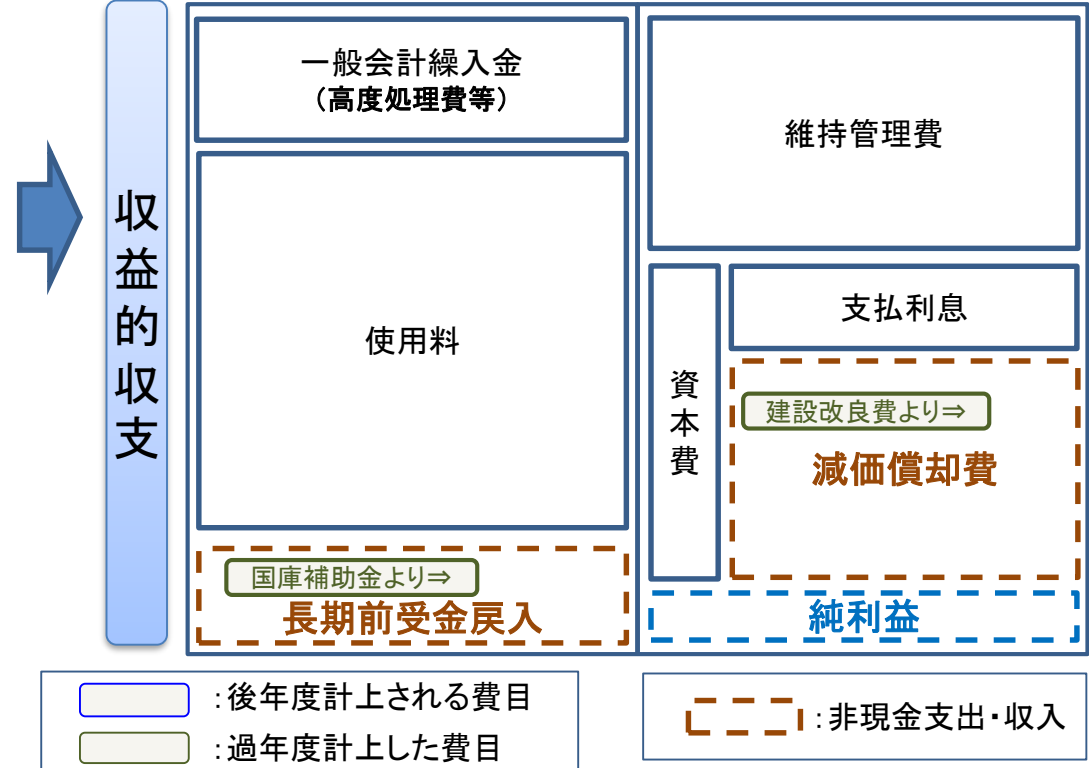 収益的収支
一般会計繰入金
（高度処理費等）
使用料
国庫補助金より⇒
長期前受金戻入
維持管理費
資本費
支払利息
建設改良費より⇒
減価償却費
純利益
：後年度計上される費目
：過年度計上した費目
：非現金支出・収入